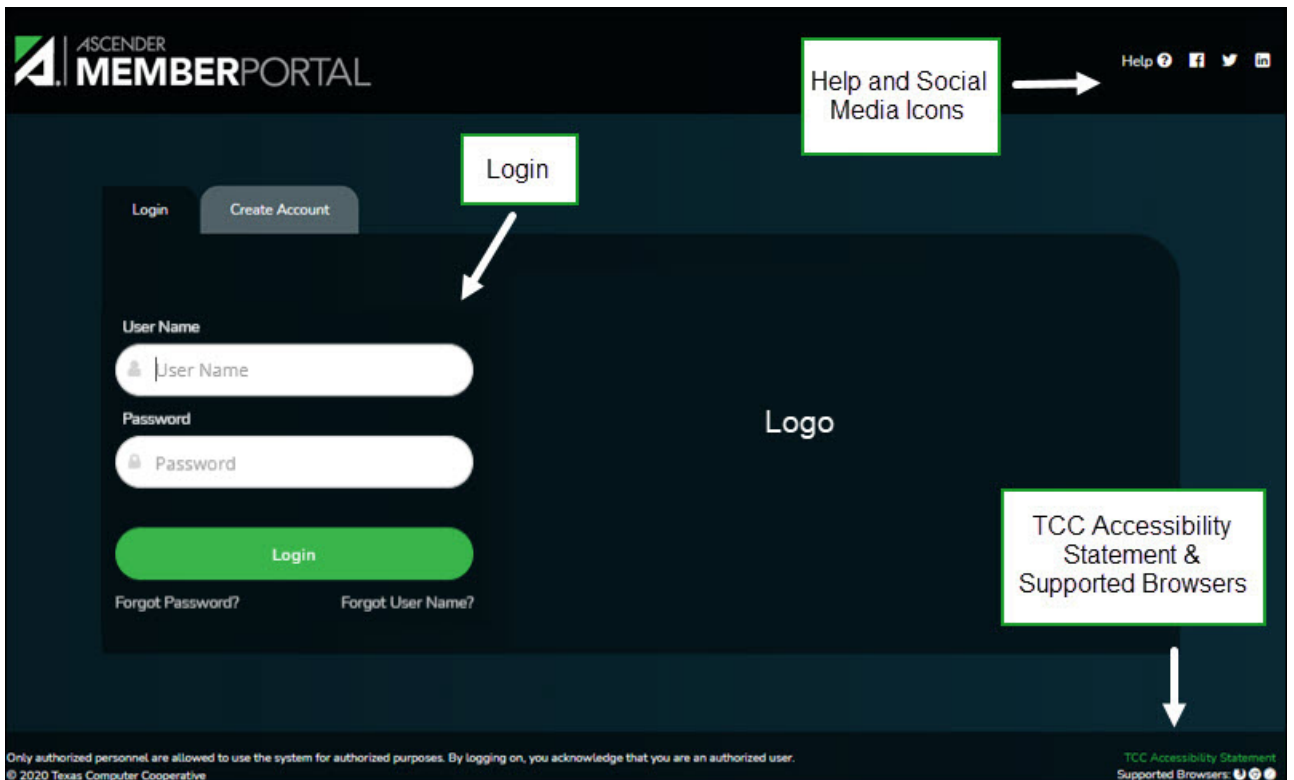 ASCENDER
MEMBERPORTAL
Help and Social
Media Icons
Help ?
Login
Login
Create Account
User Name
User Name
Password
Password
Logo
Login
Forgot Password?
Forgot User Name?
TCC Accessibility
Statement &
Supported Browsers
Only authorized personnel are allowed to use the system for authorized purposes. By logging on, you acknowledge that you are an authorized user.
TCC Accessibility Statement
© 2020 Texas Computer Cooperative
Supported Browsers: